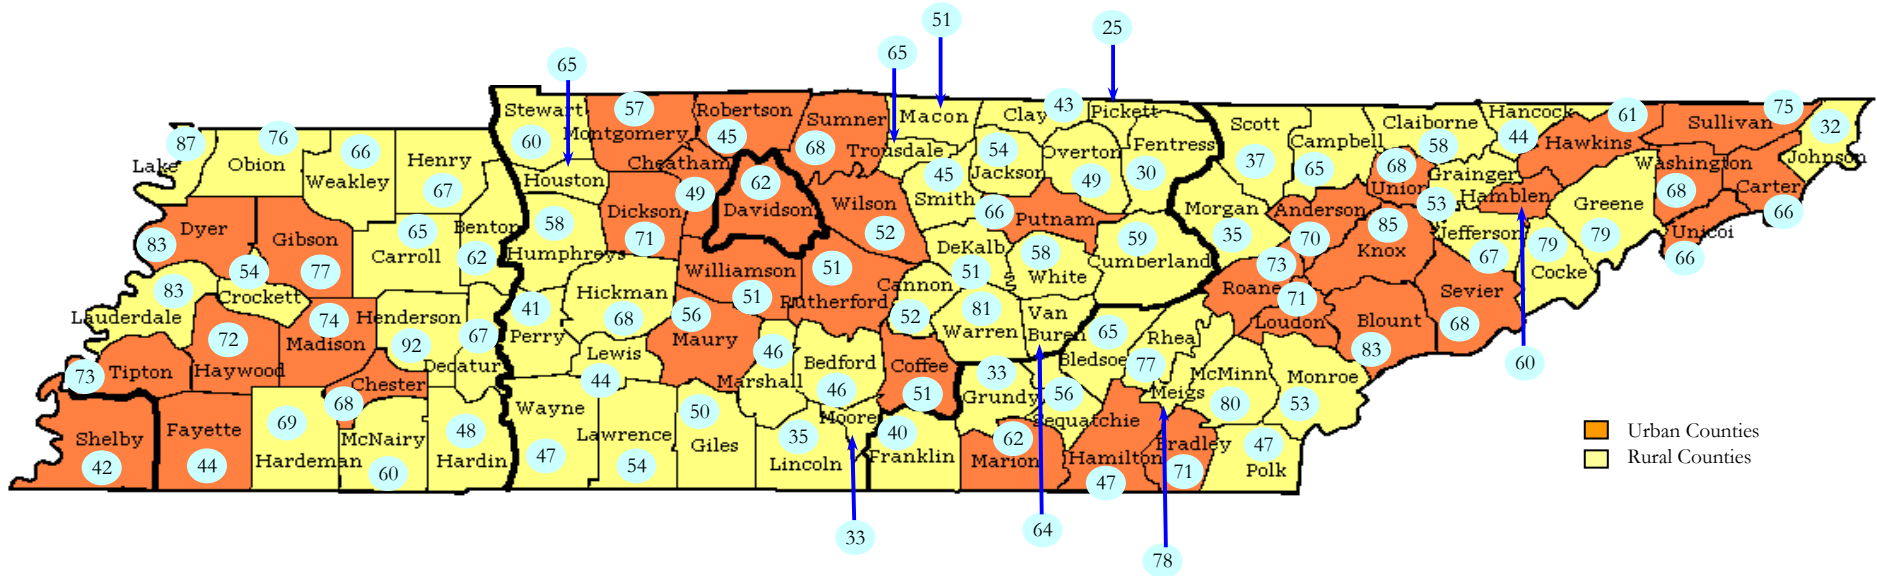 51
25
65
65
Stewart
60
57
Montgomery
Robertson
45
Sumner
68
Macon
Clay
43
Pickett
Scott
37
Campbell
65
Claiborne
58
Hancock
44
61
Hawkins
Sullivan
75
32
Johnson
87
Lake
76
Obion
66
Weakley
Henry
67
Houston
Cheatham
49
62
Davidson
Trousdale
45
Smith
54
Jackson
Overton
49
Fentress
30
68
Union
Grainger
53
Hamblen
Washington
68
Carter
66
Greene
79
Unicoi
66
Dyer
83
Gibson
77
65
Carroll
Benton
62
58
Humphreys
Dickson
71
Wilson
52
66
Putnam
59
Cumberland
Morgan
35
Anderson
70
85
Knox
Jefferson
67
79
Cocke
54
Crockett
83
Lauderdale
Williamson
51
51
Rutherford
DeKalb
51
58
White
73
Roane
71
Loudon
Sevier
68
72
Haywood
74
Madison
Henderson
92
67
Decatur
41
Perry
Hickman
68
56
Maury
Cannon
52
81
Warren
Van
Buren
65
Bledsoe
Rhea
77
Blount
83
73
Tipton
Chester
68
Lewis
44
46
Marshall
Bedford
46
Coffee
51
33
Grundy
56
Sequatchie
Meigs
McMinn
80
Monroe
53
60
Shelby
42
Fayette
44
69
Hardeman
McNairy
60
48
Hardin
Wayne
47
Lawrence
54
50
Giles
35
Lincoln
Moore
40
Franklin
62
Marion
Hamilton
47
Bradley
71
47
Polk
33
64
78
Urban Counties
Rural Counties